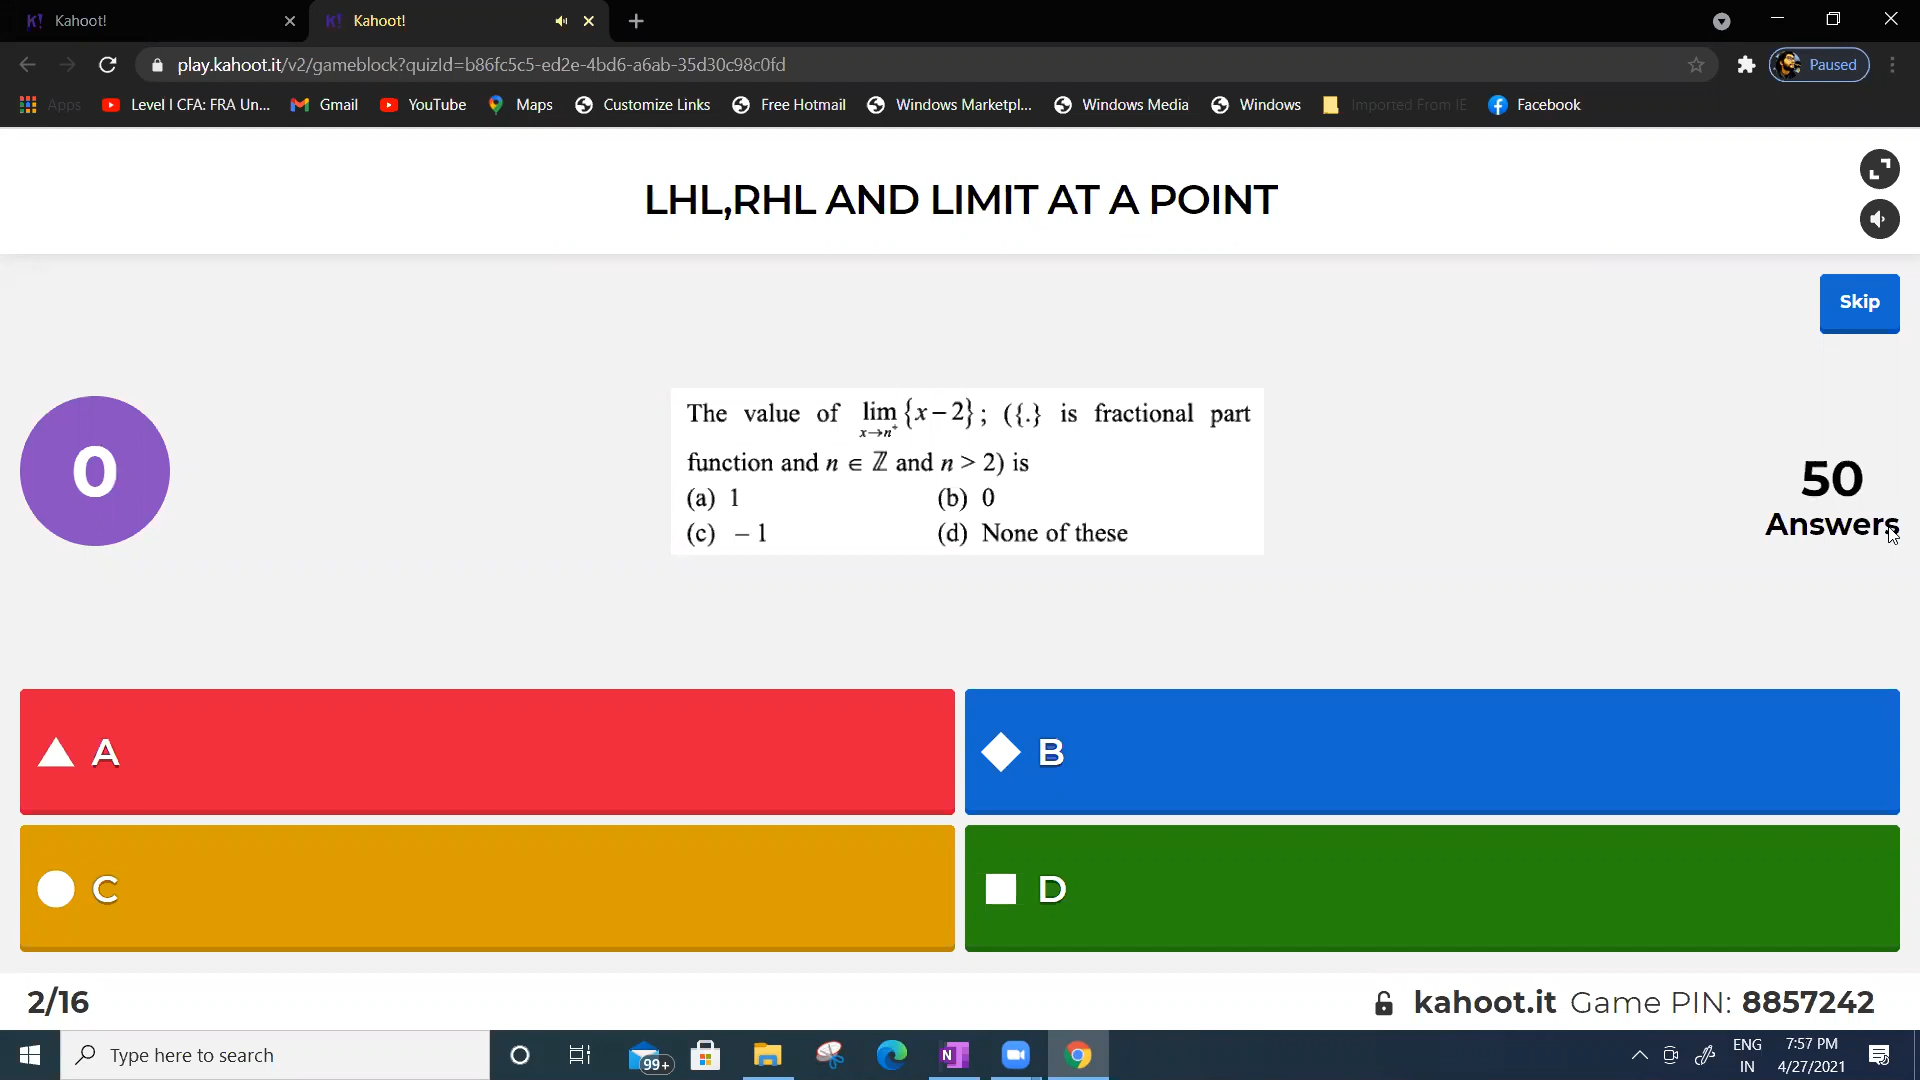 Kahoot!
Kahoot!
play.kahoot.it/v2/gameblock?quizId=b86fc5c5-ed2e-4bd6-a6ab-35d30c98c0fd
Paused
Apps
Level I CFA: FRA Un...
Gmail
YouTube
Maps
Customize Links
Free Hotmail
Windows Marketpl...
Windows Media
Windows
Imported From IE
Facebook
LHL,RHL AND LIMIT AT A POINT
Skip
0
The value of lim x→n⁺ {x – 2}; ({.} is fractional part
function and n ∈ ℤ and n > 2) is
(a) 1 (b) 0
(c) – 1 (d) None of these
50
Answers
A
B
C
D
2/16
kahoot.it Game PIN: 8857242
Type here to search
99+
ENG
IN
7:57 PM
4/27/2021